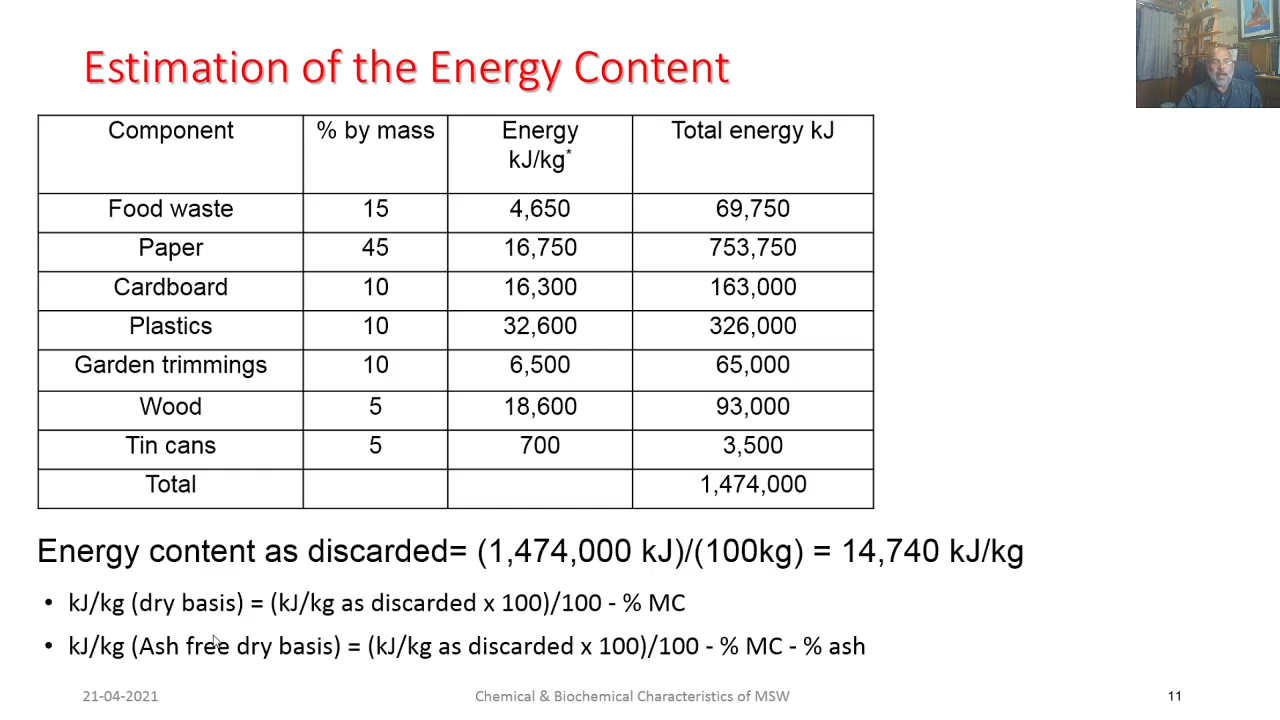 Estimation of the Energy Content
Component % by mass Energy kJ/kg* Total energy kJ
Food waste 15 4,650 69,750
Paper 45 16,750 753,750
Cardboard 10 16,300 163,000
Plastics 10 32,600 326,000
Garden trimmings 10 6,500 65,000
Wood 5 18,600 93,000
Tin cans 5 700 3,500
Total 1,474,000
Energy content as discarded= (1,474,000 kJ)/(100kg) = 14,740 kJ/kg
• kJ/kg (dry basis) = (kJ/kg as discarded x 100)/100 - % MC
• kJ/kg (Ash free dry basis) = (kJ/kg as discarded x 100)/100 - % MC - % ash
21-04-2021 Chemical & Biochemical Characteristics of MSW 11